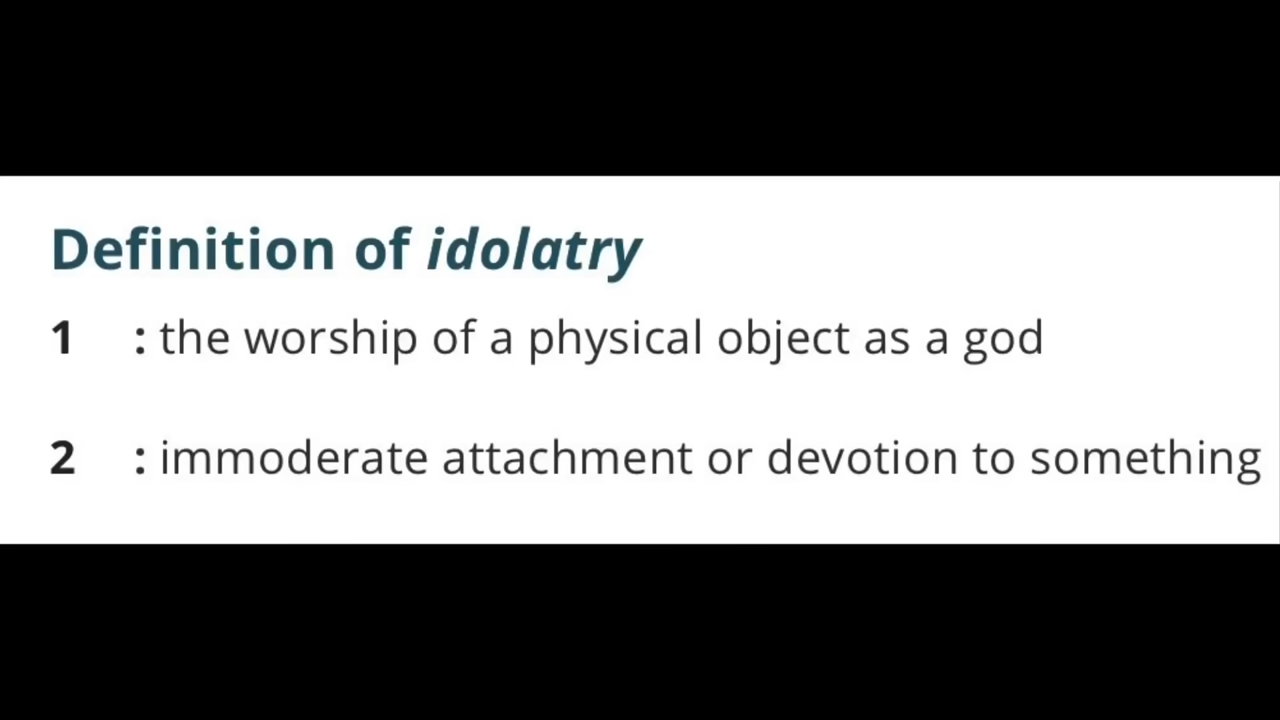 Definition of idolatry
1 : the worship of a physical object as a god
2 : immoderate attachment or devotion to something